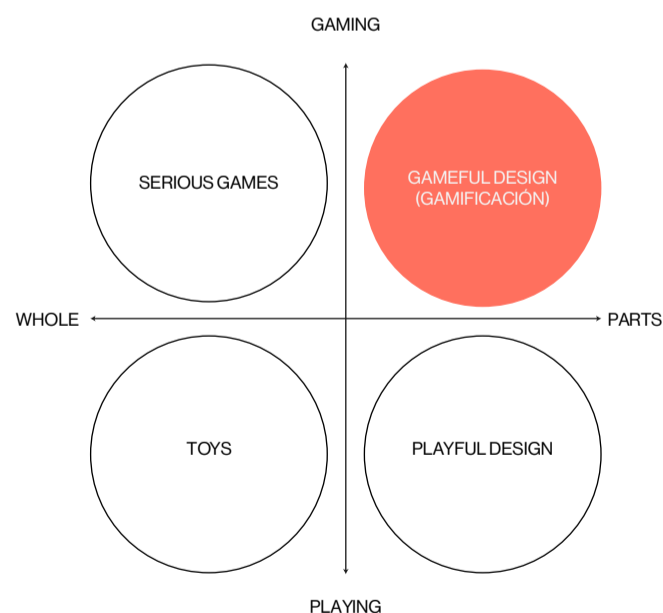 GAMING
SERIOUS GAMES
GAMEFUL DESIGN
(GAMIFICACIÓN)
WHOLE
PARTS
TOYS
PLAYFUL DESIGN
PLAYING